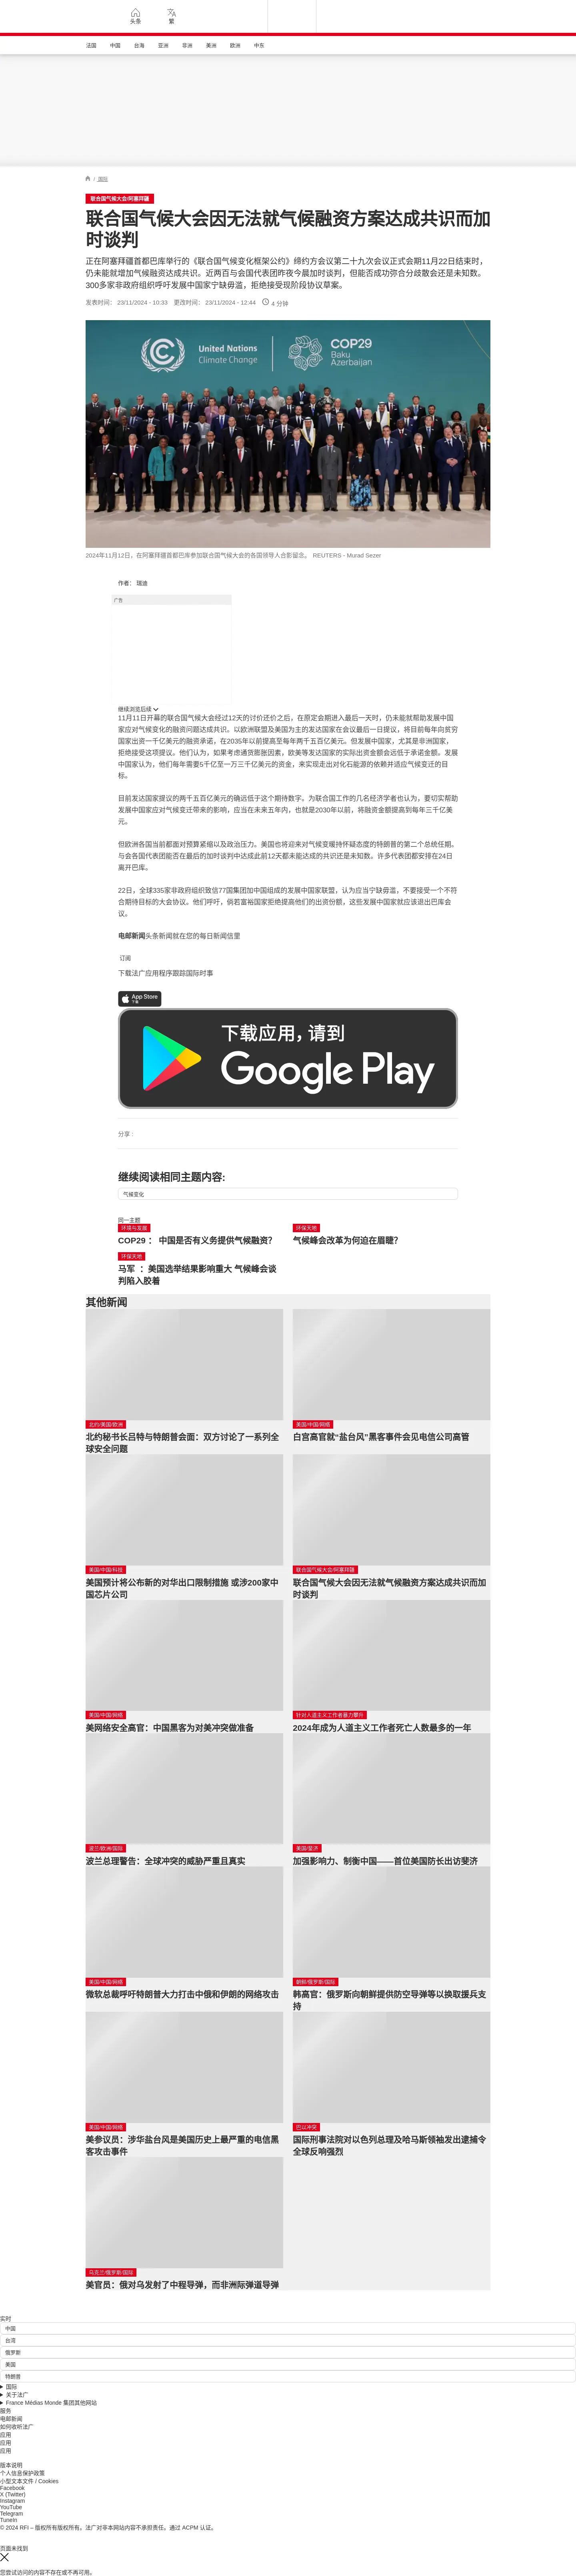 头条
繁
法国
中国
台海
亚洲
非洲
美洲
欧洲
中东
/ 国际
联合国气候大会/阿塞拜疆
联合国气候大会因无法就气候融资方案达成共识而加
时谈判
正在阿塞拜疆首都巴库举行的《联合国气候变化框架公约》缔约方会议第二十九次会议正式会期11月22日结束时，
仍未能就增加气候融资达成共识。近两百与会国代表团昨夜今晨加时谈判，但能否成功弥合分歧散会还是未知数。
300多家非政府组织呼吁发展中国家宁缺毋滥，拒绝接受现阶段协议草案。
发表时间： 23/11/2024 - 10:33 更改时间： 23/11/2024 - 12:44 4 分钟
United Nations
Climate Change
COP29
Baku
Azerbaijan
2024年11月12日，在阿塞拜疆首都巴库参加联合国气候大会的各国领导人合影留念。 REUTERS - Murad Sezer
作者： 瑞迪
广告
继续浏览后续
11月11日开幕的联合国气候大会经过12天的讨价还价之后，在原定会期进入最后一天时，仍未能就帮助发展中国
家应对气候变化的融资问题达成共识。以欧洲联盟及美国为主的发达国家在会议最后一日提议，将目前每年向贫穷
国家出资一千亿美元的融资承诺，在2035年以前提高至每年两千五百亿美元。但发展中国家，尤其是非洲国家，
拒绝接受这项提议。他们认为，如果考虑通货膨胀因素，欧美等发达国家的实际出资金额会远低于承诺金额。发展
中国家认为，他们每年需要5千亿至一万三千亿美元的资金，来实现走出对化石能源的依赖并适应气候变迁的目
标。
目前发达国家提议的两千五百亿美元的确远低于这个期待数字。为联合国工作的几名经济学者也认为，要切实帮助
发展中国家应对气候变迁带来的影响，应当在未来五年内，也就是2030年以前，将融资金额提高到每年三千亿美
元。
但欧洲各国当前都面对预算紧缩以及政治压力。美国也将迎来对气候变暖持怀疑态度的特朗普的第二个总统任期。
与会各国代表团能否在最后的加时谈判中达成此前12天都未能达成的共识还是未知数。许多代表团都安排在24日
离开巴库。
22日，全球335家非政府组织致信77国集团加中国组成的发展中国家联盟，认为应当宁缺毋滥，不要接受一个不符
合期待目标的大会协议。他们呼吁，倘若富裕国家拒绝提高他们的出资份额，这些发展中国家就应该退出巴库会
议。
电邮新闻头条新闻就在您的每日新闻信里
订阅
下载法广应用程序跟踪国际时事
App Store
下载
下载应用，请到
Google Play
分享 :
继续阅读相同主题内容:
气候变化
同一主题
环境与发展
COP29： 中国是否有义务提供气候融资?
环保天地
气候峰会改革为何迫在眉睫?
环保天地
马军 ：美国选举结果影响重大 气候峰会谈
判陷入胶着
其他新闻
北约/美国/欧洲
北约秘书长吕特与特朗普会面：双方讨论了一系列全
球安全问题
美国/中国/网络
白宫高官就“盐台风”黑客事件会见电信公司高管
美国/中国/科技
美国预计将公布新的对华出口限制措施 或涉200家中
国芯片公司
联合国气候大会/阿塞拜疆
联合国气候大会因无法就气候融资方案达成共识而加
时谈判
美国/中国/网络
美网络安全高官：中国黑客为对美冲突做准备
针对人道主义工作者暴力攀升
2024年成为人道主义工作者死亡人数最多的一年
波兰/欧洲/国际
波兰总理警告：全球冲突的威胁严重且真实
美国/斐济
加强影响力、制衡中国——首位美国防长出访斐济
美国/中国/网络
微软总裁呼吁特朗普大力打击中俄和伊朗的网络攻击
朝鲜/俄罗斯/国际
韩高官：俄罗斯向朝鲜提供防空导弹等以换取援兵支
持
美国/中国/网络
美参议员：涉华盐台风是美国历史上最严重的电信黑
客攻击事件
巴以冲突
国际刑事法院对以色列总理及哈马斯领袖发出逮捕令
全球反响强烈
乌克兰/俄罗斯/国际
美官员：俄对乌发射了中程导弹，而非洲际弹道导弹
实时
中国
台湾
俄罗斯
美国
特朗普
国际
关于法广
France Médias Monde 集团其他网站
服务
电邮新闻
如何收听法广
应用
应用
应用
版本说明
个人信息保护政策
小型文本文件 / Cookies
Facebook
X (Twitter)
Instagram
YouTube
Telegram
Tunein
© 2024 RFI – 版权所有版权所有。法广对非本网站内容不承担责任。通过 ACPM 认证。
页面未找到
您尝试访问的内容不存在或不再可用。